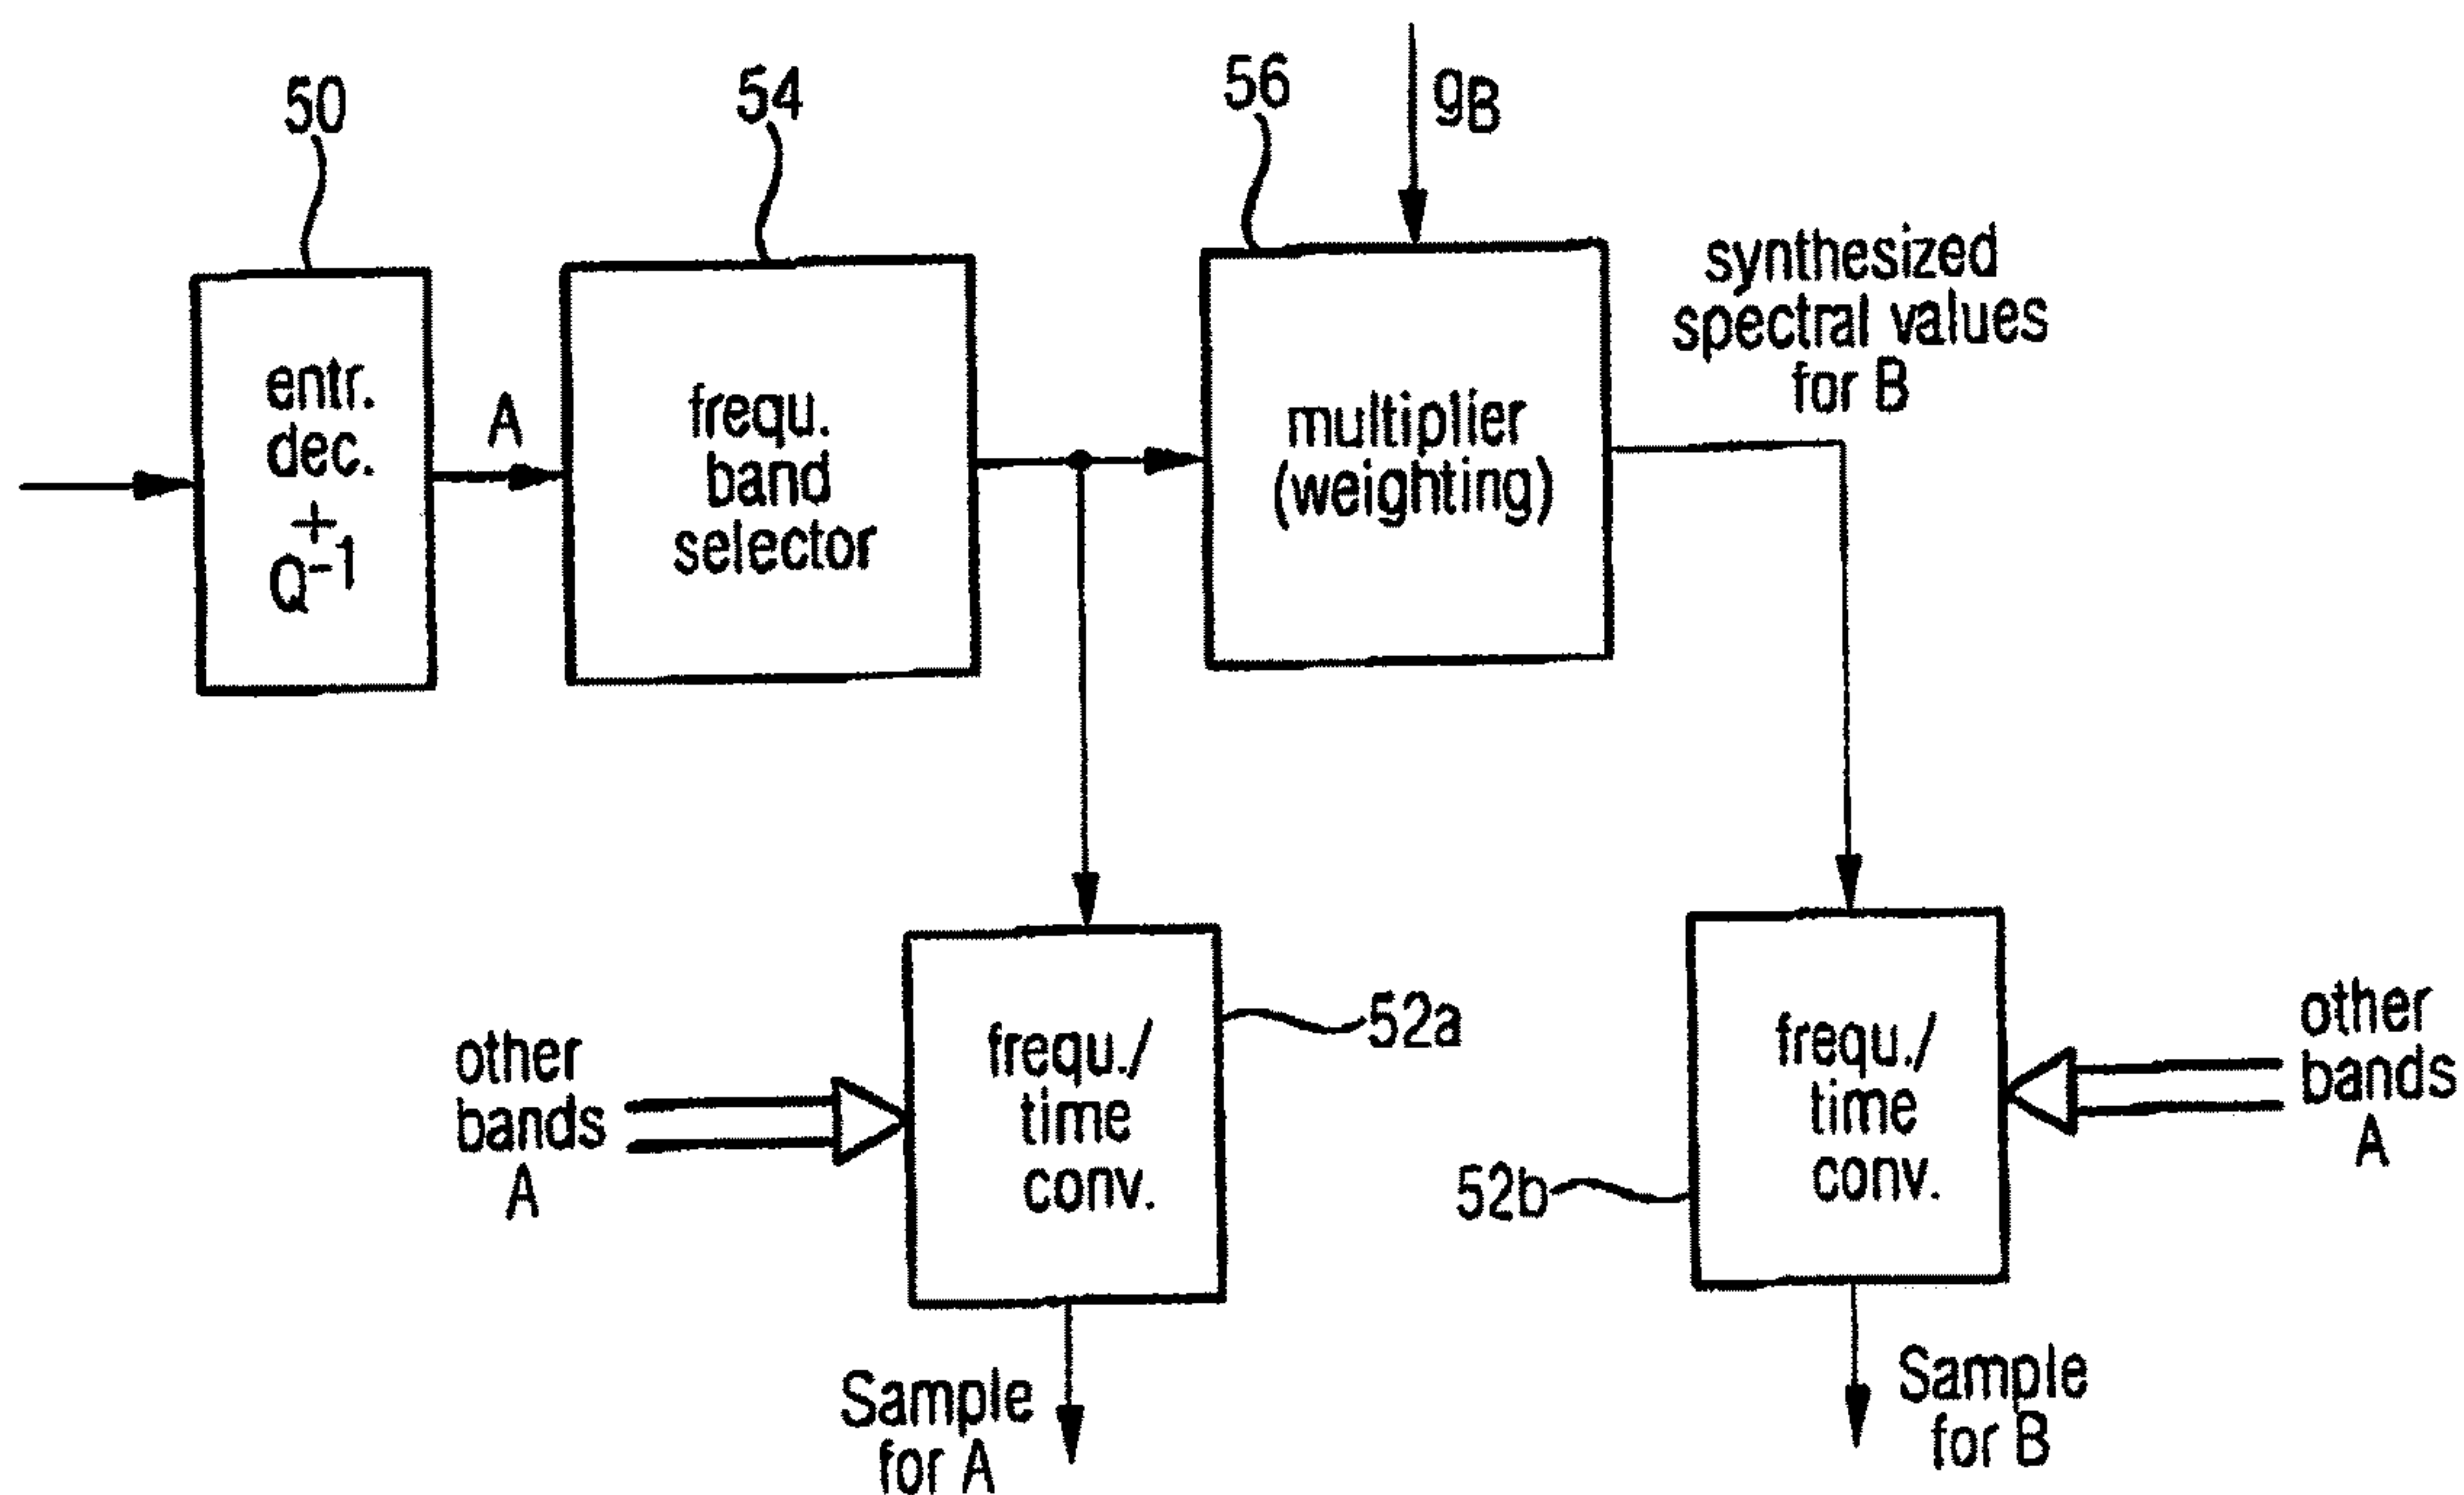 50
54
56
gB
entr.
dec.
+
Q-1
A
frequ.
band
selector
multiplier
(weighting)
synthesized
spectral values
for B
other
bands
A
frequ./
time
conv.
52a
52b
frequ./
time
conv.
other
bands
A
Sample
for A
Sample
for B